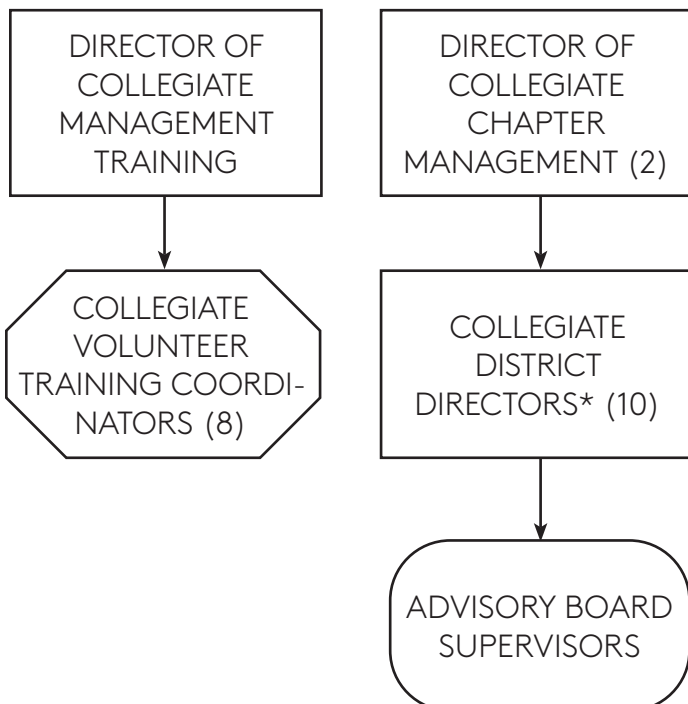 DIRECTOR OF
COLLEGIATE
MANAGEMENT
TRAINING
DIRECTOR OF
COLLEGIATE
CHAPTER
MANAGEMENT (2)
COLLEGIATE
VOLUNTEER
TRAINING COORDI-
NATORS (8)
COLLEGIATE
DISTRICT
DIRECTORS* (10)
ADVISORY BOARD
SUPERVISORS